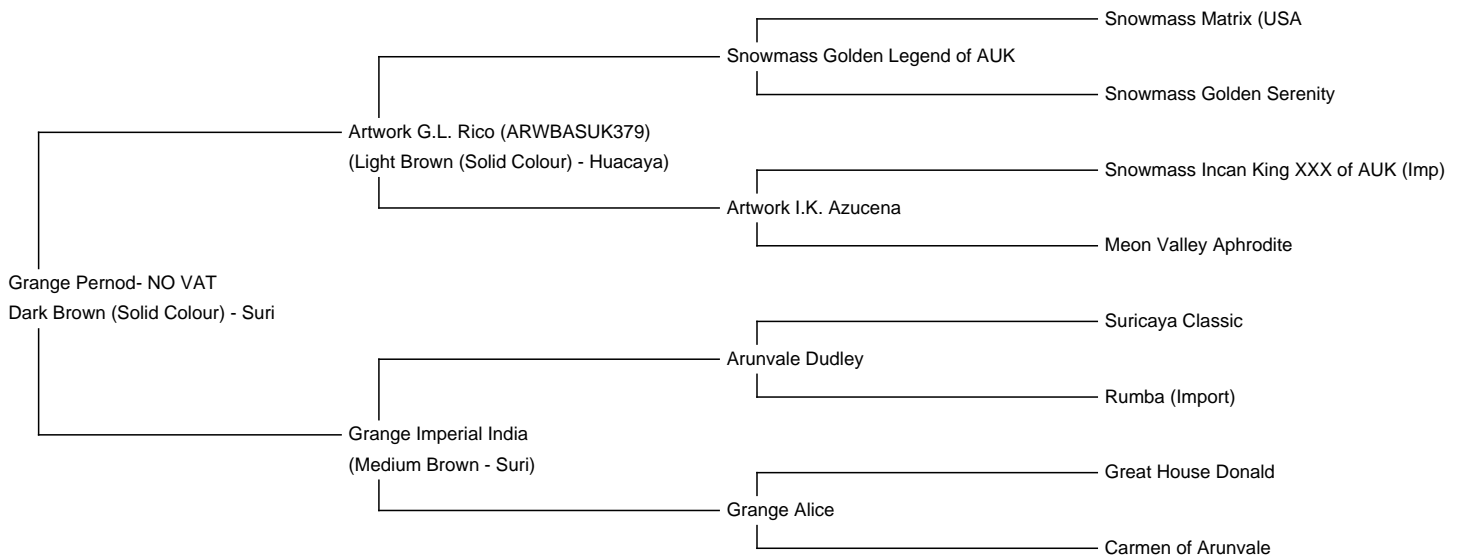 Snowmass Matrix (USA
Snowmass Golden Legend of AUK
Snowmass Golden Serenity
Artwork G.L. Rico (ARWBASUK379)
(Light Brown (Solid Colour) - Huacaya)
Snowmass Incan King XXX of AUK (Imp)
Artwork I.K. Azucena
Meon Valley Aphrodite
Grange Pernod- NO VAT
Dark Brown (Solid Colour) - Suri
Suricaya Classic
Arunvale Dudley
Rumba (Import)
Grange Imperial India
(Medium Brown - Suri)
Great House Donald
Grange Alice
Carmen of Arunvale